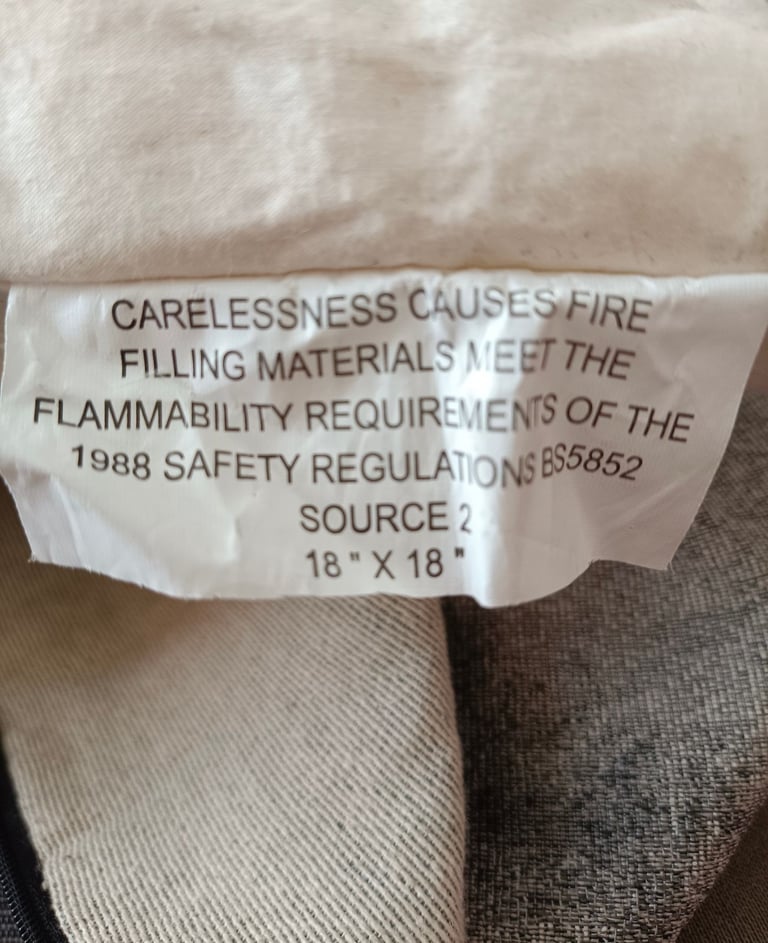 CARELESSNESS CAUSES FIRE
FILLING MATERIALS MEET THE
FLAMMABILITY REQUIREMENTS OF THE
1988 SAFETY REGULATIONS BS5852
SOURCE 2
18 " X 18 "